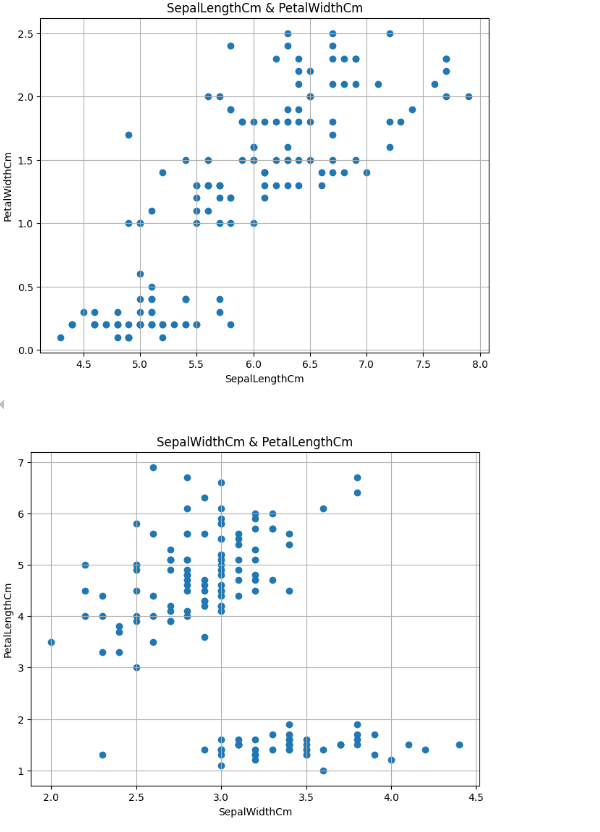 SepalLengthCm & PetalWidthCm
2.5
2.0
1.5
1.0
0.5
0.0
PetalWidthCm
4.5 5.0 5.5 6.0 6.5 7.0 7.5 8.0
SepalLengthCm
SepalWidthCm & PetalLengthCm
7
6
5
4
3
2
1
PetalLengthCm
2.0 2.5 3.0 3.5 4.0 4.5
SepalWidthCm